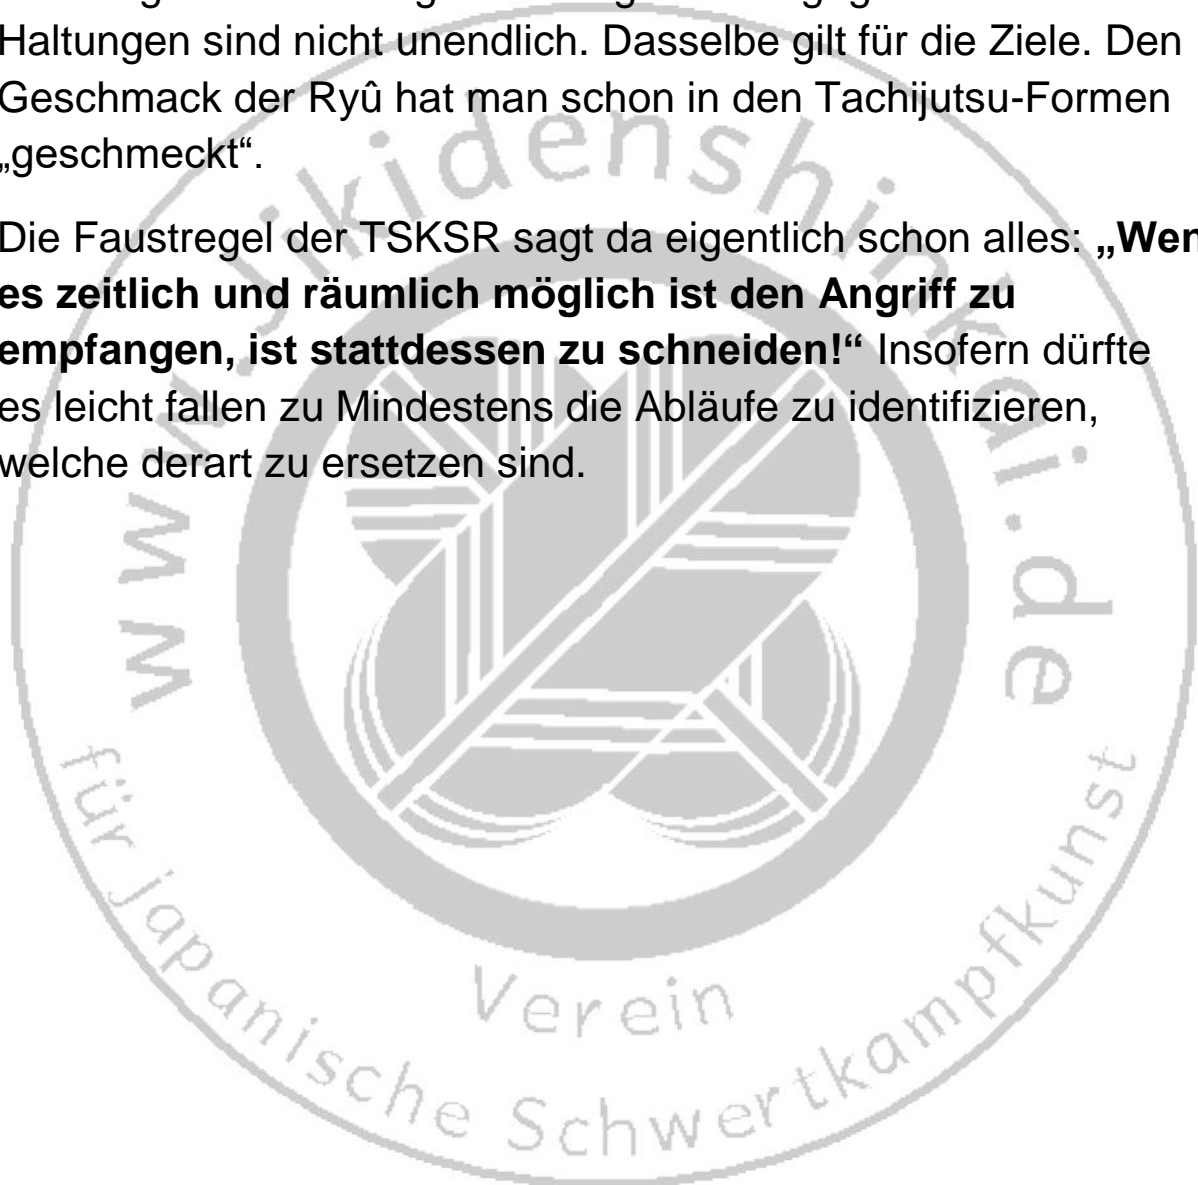 Haltungen sind nicht unendlich. Dasselbe gilt für die Ziele. Den
Geschmack der Ryû hat man schon in den Tachijutsu-Formen
„geschmeckt“.
Die Faustregel der TSKSR sagt da eigentlich schon alles: „Wen
es zeitlich und räumlich möglich ist den Angriff zu
empfangen, ist stattdessen zu schneiden!“ Insofern dürfte
es leicht fallen zu Mindestens die Abläufe zu identifizieren,
welche derart zu ersetzen sind.
www.jikidenshinkai.de
Verein
für japanische Schwertkampfkunst